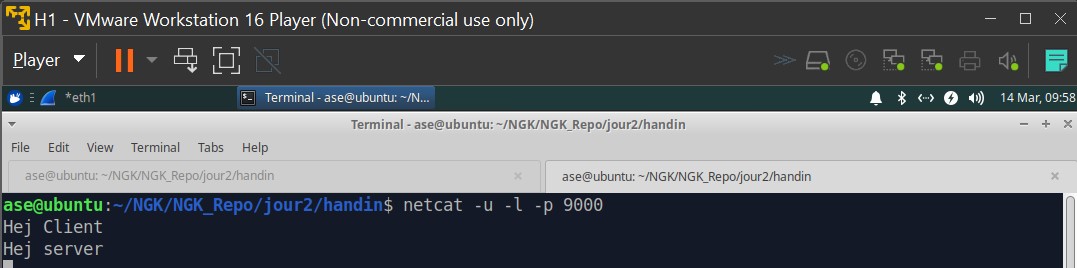 H1 - VMware Workstation 16 Player (Non-commercial use only)
Player
*eth1
Terminal - ase@ubuntu: ~/N...
14 Mar, 09:58
Terminal - ase@ubuntu: ~/NGK/NGK_Repo/jour2/handin
File Edit View Terminal Tabs Help
ase@ubuntu: ~/NGK/NGK_Repo/jour2/handin
ase@ubuntu: ~/NGK/NGK_Repo/jour2/handin
ase@ubuntu:~/NGK/NGK_Repo/jour2/handin$ netcat -u -l -p 9000
Hej Client
Hej server